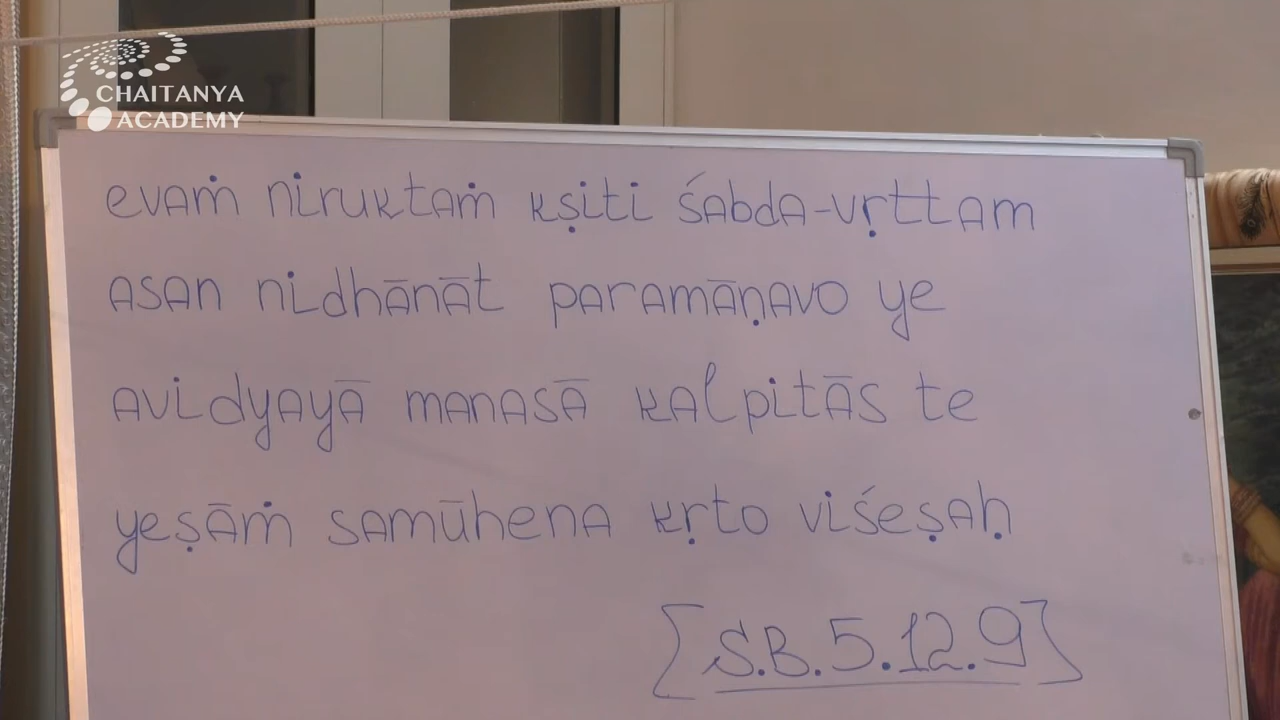 CHAITANYA
ACADEMY
evaṁ niruktaṁ kṣiti śabda-vṛttam
asan nidhānāt paramāṇavo ye
avidyayā manasā kalpitās te
yeṣāṁ samūhena kṛto viśeṣaḥ
[S.B.5.12.9]